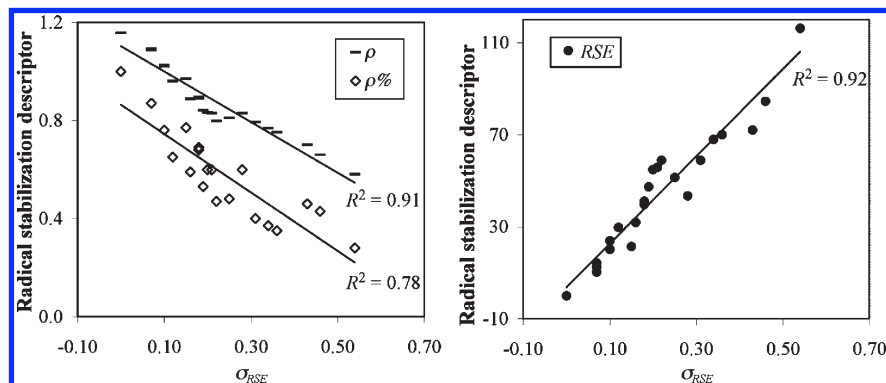 Radical stabilization descriptor
1.2
0.8
0.4
0.0
-0.10
0.10
0.30
0.50
0.70
σRSE
ρ
ρ%
R² = 0.91
R² = 0.78
Radical stabilization descriptor
110
70
30
-10
-0.10
0.10
0.30
0.50
0.70
σRSE
RSE
R² = 0.92